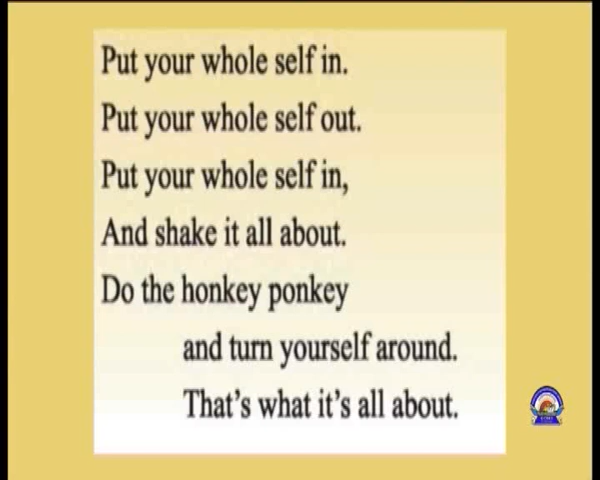 Put your whole self in.
Put your whole self out.
Put your whole self in,
And shake it all about.
Do the honkey ponkey
and turn yourself around.
That's what it's all about.